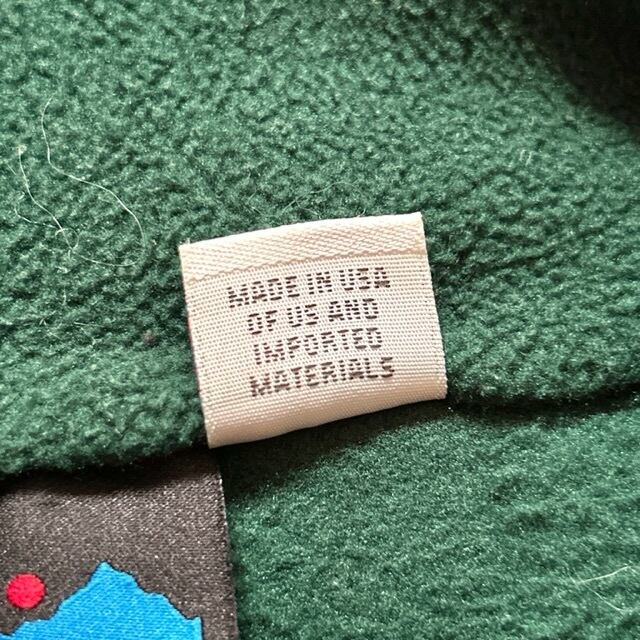 MADE IN USA
OF US AND
IMPORTED
MATERIALS